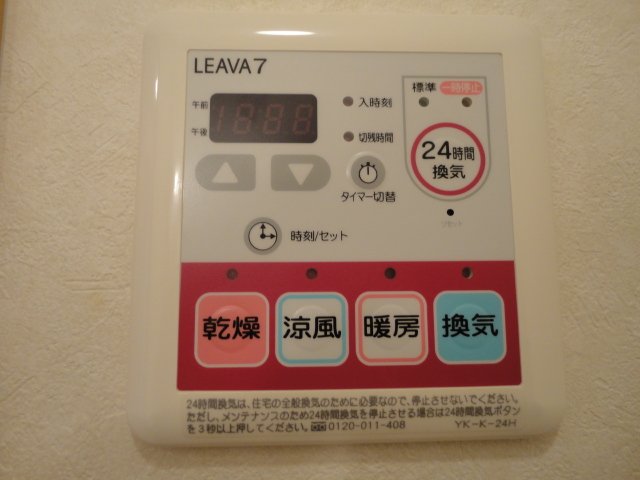 LEAVA7
標準 一時停止
午前
午後
入時刻
切残時間
タイマー切替
24時間
換気
リセット
時刻/セット
乾燥 涼風 暖房 換気
24時間換気は、住宅の全般換気のために必要なので、停止させないでください。
ただし、メンテナンスのため24時間換気を停止させる場合は24時間換気ボタン
を3秒以上押してください。 0120-011-408 YK-K-24H